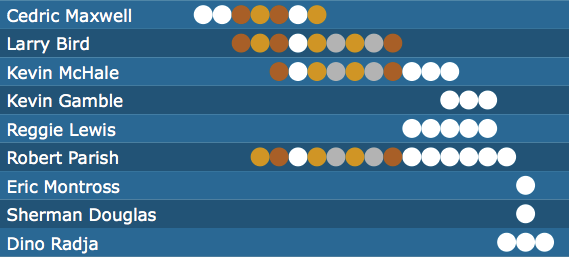 Cedric Maxwell
Larry Bird
Kevin McHale
Kevin Gamble
Reggie Lewis
Robert Parish
Eric Montross
Sherman Douglas
Dino Radja